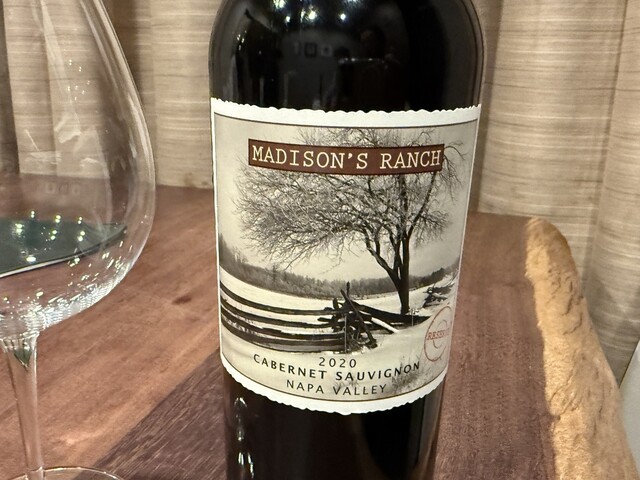 MADISON'S RANCH
2020
CABERNET SAUVIGNON
NAPA VALLEY